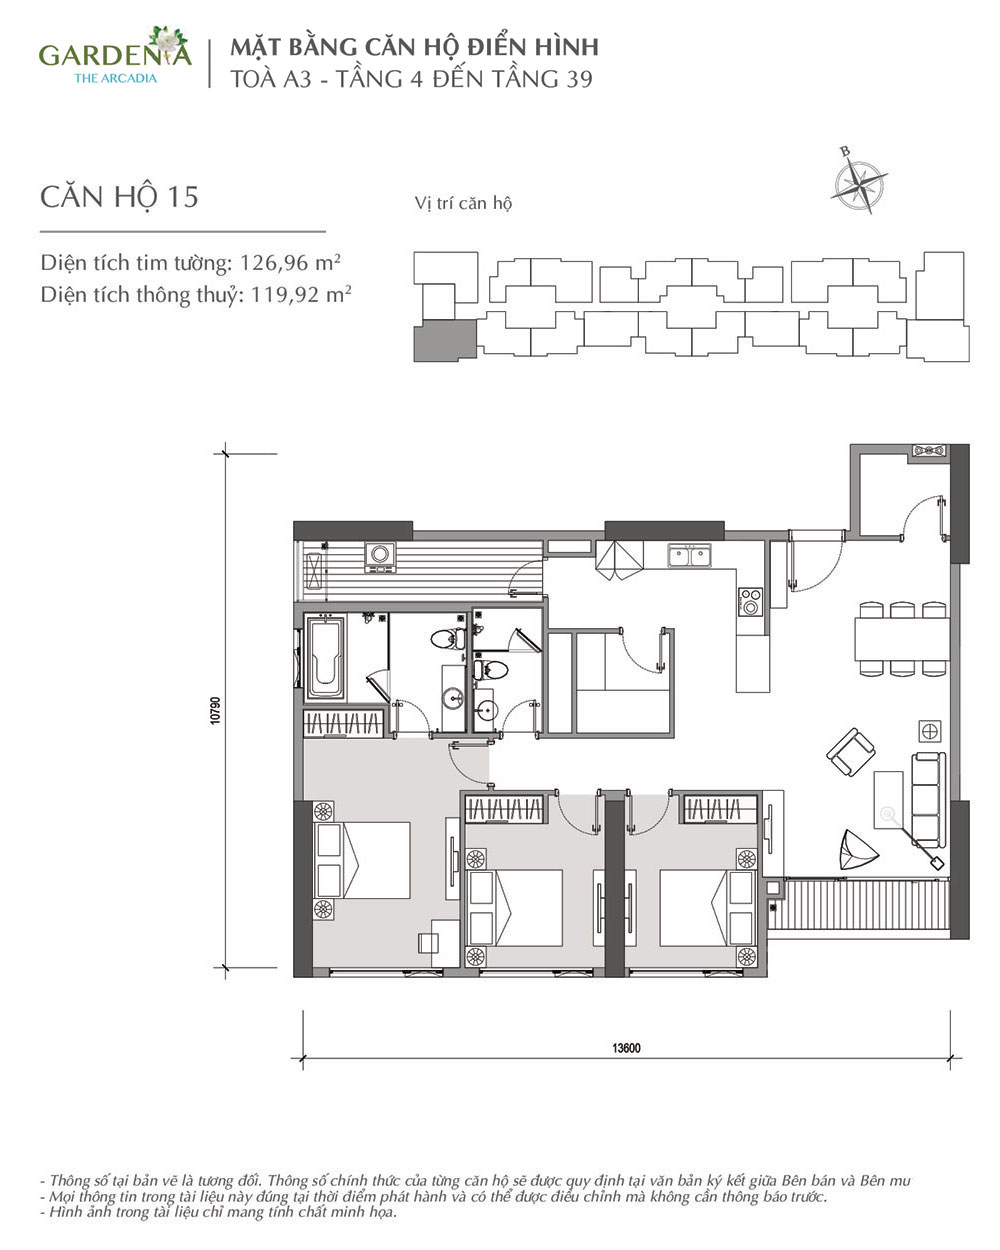 GARDENIA
THE ARCADIA
MẶT BẰNG CĂN HỘ ĐIỂN HÌNH
TOÀ A3 - TẦNG 4 ĐẾN TẦNG 39
CĂN HỘ 15
Vị trí căn hộ
B
Diện tích tim tường: 126,96 m²
Diện tích thông thuỷ: 119,92 m²
10790
13600
- Thông số tại bản vẽ là tương đối. Thông số chính thức của từng căn hộ sẽ được quy định tại văn bản ký kết giữa Bên bán và Bên mu
- Mọi thông tin trong tài liệu này đúng tại thời điểm phát hành và có thể được điều chỉnh mà không cần thông báo trước.
- Hình ảnh trong tài liệu chỉ mang tính chất minh họa.